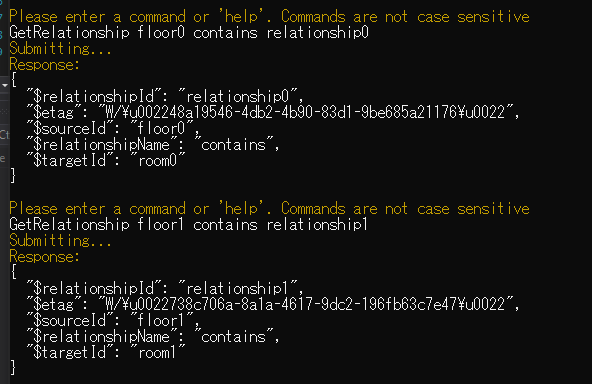 Please enter a command or 'help'. Commands are not case sensitive
GetRelationship floor0 contains relationship0
Submitting...
Response:
{
"$relationshipId": "relationship0",
"$etag": "W/¥u002248a19546-4db2-4b90-83d1-9be685a21176¥u0022",
"$sourceId": "floor0",
"$relationshipName": "contains",
"$targetId": "room0"
}
Please enter a command or 'help'. Commands are not case sensitive
GetRelationship floor1 contains relationship1
Submitting...
Response:
{
"$relationshipId": "relationship1",
"$etag": "W/¥u0022738c706a-8a1a-4617-9dc2-196fb63c7e47¥u0022",
"$sourceId": "floor1",
"$relationshipName": "contains",
"$targetId": "room1"
}